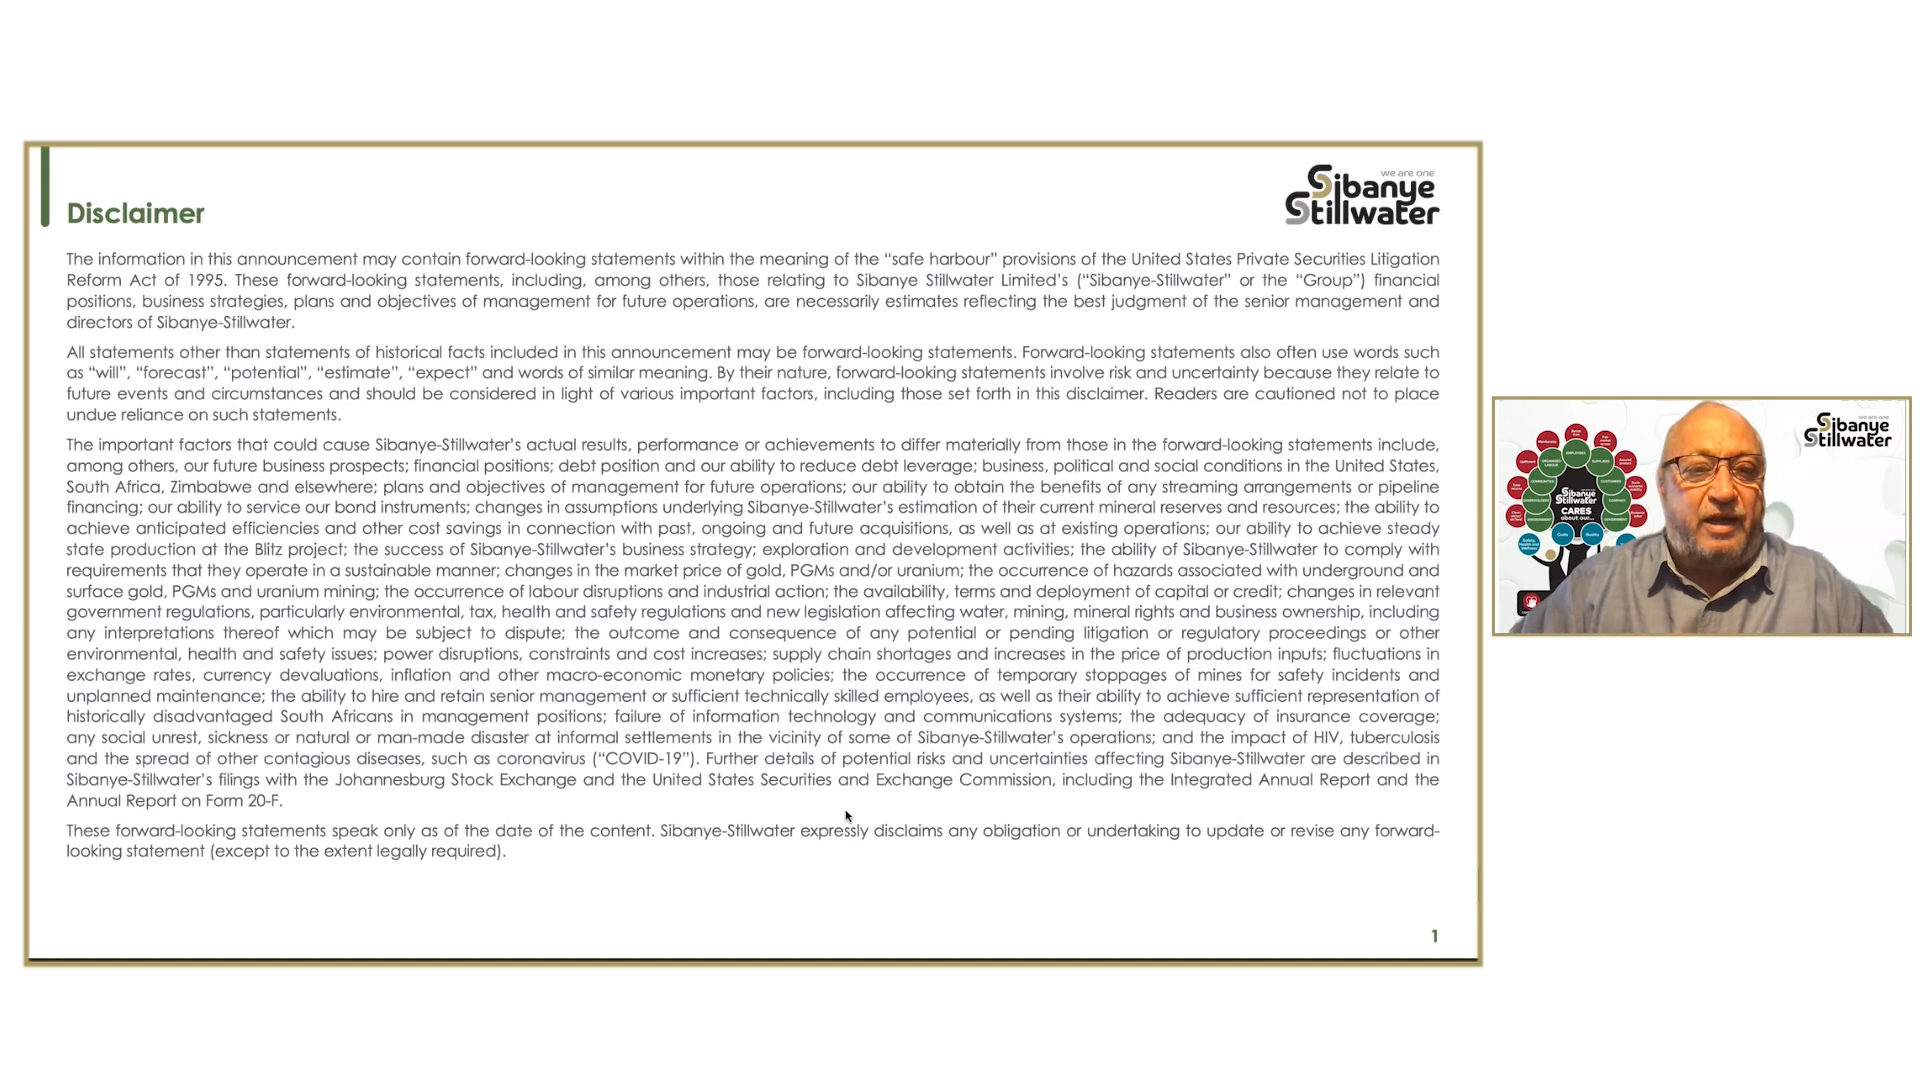 we are one
Sibanye
Stillwater
Disclaimer
The information in this announcement may contain forward-looking statements within the meaning of the “safe harbour” provisions of the United States Private Securities Litigation
Reform Act of 1995. These forward-looking statements, including, among others, those relating to Sibanye Stillwater Limited’s (“Sibanye-Stillwater” or the “Group”) financial
positions, business strategies, plans and objectives of management for future operations, are necessarily estimates reflecting the best judgment of the senior management and
directors of Sibanye-Stillwater.
All statements other than statements of historical facts included in this announcement may be forward-looking statements. Forward-looking statements also often use words such
as “will”, “forecast”, “potential”, “estimate”, “expect” and words of similar meaning. By their nature, forward-looking statements involve risk and uncertainty because they relate to
future events and circumstances and should be considered in light of various important factors, including those set forth in this disclaimer. Readers are cautioned not to place
undue reliance on such statements.
The important factors that could cause Sibanye-Stillwater’s actual results, performance or achievements to differ materially from those in the forward-looking statements include,
among others, our future business prospects; financial positions; debt position and our ability to reduce debt leverage; business, political and social conditions in the United States,
South Africa, Zimbabwe and elsewhere; plans and objectives of management for future operations; our ability to obtain the benefits of any streaming arrangements or pipeline
financing; our ability to service our bond instruments; changes in assumptions underlying Sibanye-Stillwater’s estimation of their current mineral reserves and resources; the ability to
achieve anticipated efficiencies and other cost savings in connection with past, ongoing and future acquisitions, as well as at existing operations; our ability to achieve steady
state production at the Blitz project; the success of Sibanye-Stillwater’s business strategy; exploration and development activities; the ability of Sibanye-Stillwater to comply with
requirements that they operate in a sustainable manner; changes in the market price of gold, PGMs and/or uranium; the occurrence of hazards associated with underground and
surface gold, PGMs and uranium mining; the occurrence of labour disruptions and industrial action; the availability, terms and deployment of capital or credit; changes in relevant
government regulations, particularly environmental, tax, health and safety regulations and new legislation affecting water, mining, mineral rights and business ownership, including
any interpretations thereof which may be subject to dispute; the outcome and consequence of any potential or pending litigation or regulatory proceedings or other
environmental, health and safety issues; power disruptions, constraints and cost increases; supply chain shortages and increases in the price of production inputs; fluctuations in
exchange rates, currency devaluations, inflation and other macro-economic monetary policies; the occurrence of temporary stoppages of mines for safety incidents and
unplanned maintenance; the ability to hire and retain senior management or sufficient technically skilled employees, as well as their ability to achieve sufficient representation of
historically disadvantaged South Africans in management positions; failure of information technology and communications systems; the adequacy of insurance coverage;
any social unrest, sickness or natural or man-made disaster at informal settlements in the vicinity of some of Sibanye-Stillwater’s operations; and the impact of HIV, tuberculosis
and the spread of other contagious diseases, such as coronavirus (“COVID-19”). Further details of potential risks and uncertainties affecting Sibanye-Stillwater are described in
Sibanye-Stillwater’s filings with the Johannesburg Stock Exchange and the United States Securities and Exchange Commission, including the Integrated Annual Report and the
Annual Report on Form 20-F.
These forward-looking statements speak only as of the date of the content. Sibanye-Stillwater expressly disclaims any obligation or undertaking to update or revise any forward-
looking statement (except to the extent legally required).
1
we are one
Sibanye
Stillwater
EMPLOYEES
SUPPLIERS
CUSTOMERS
COMMUNITIES
Sibanye
Stillwater
CARES
about our...
Costs
Quality